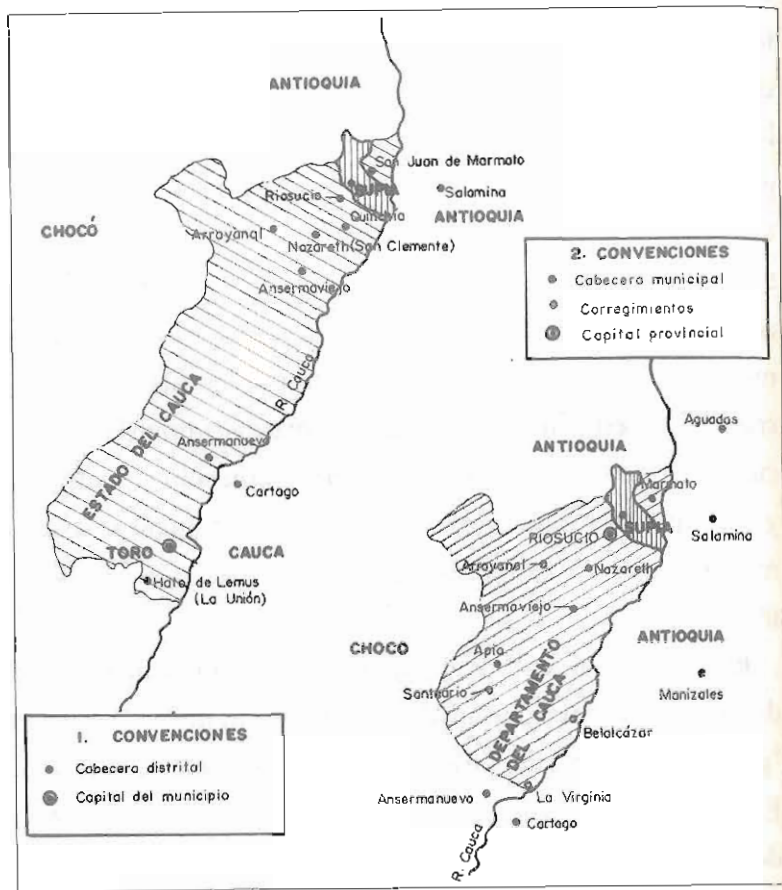 ANTIOQUIA
San Juan de Marmato
SUPIA
Salamina
Riosucio
Quinchia
ANTIOQUIA
CHOCÓ
Arroyanal
Nazareth (San Clemente)
Ansermaviejo
R. Cauca
ESTADO DEL CAUCA
Ansermanuevo
Cartago
TORO
CAUCA
Hato de Lemus
(La Unión)
1. CONVENCIONES
Cabecera distrital
Capital del municipio
2. CONVENCIONES
Cabecera municipal
Corregimientos
Capital provincial
Aguadas
ANTIOQUIA
Marmato
SUPIA
Salamina
RIOSUCIO
Arroyanal
Nazareth
Ansermaviejo
CHOCO
ANTIOQUIA
Apia
Manizales
Santuario
DEPARTAMENTO
DEL CAUCA
Belalcázar
Ansermanuevo
La Virginia
Cartago
R. Cauca